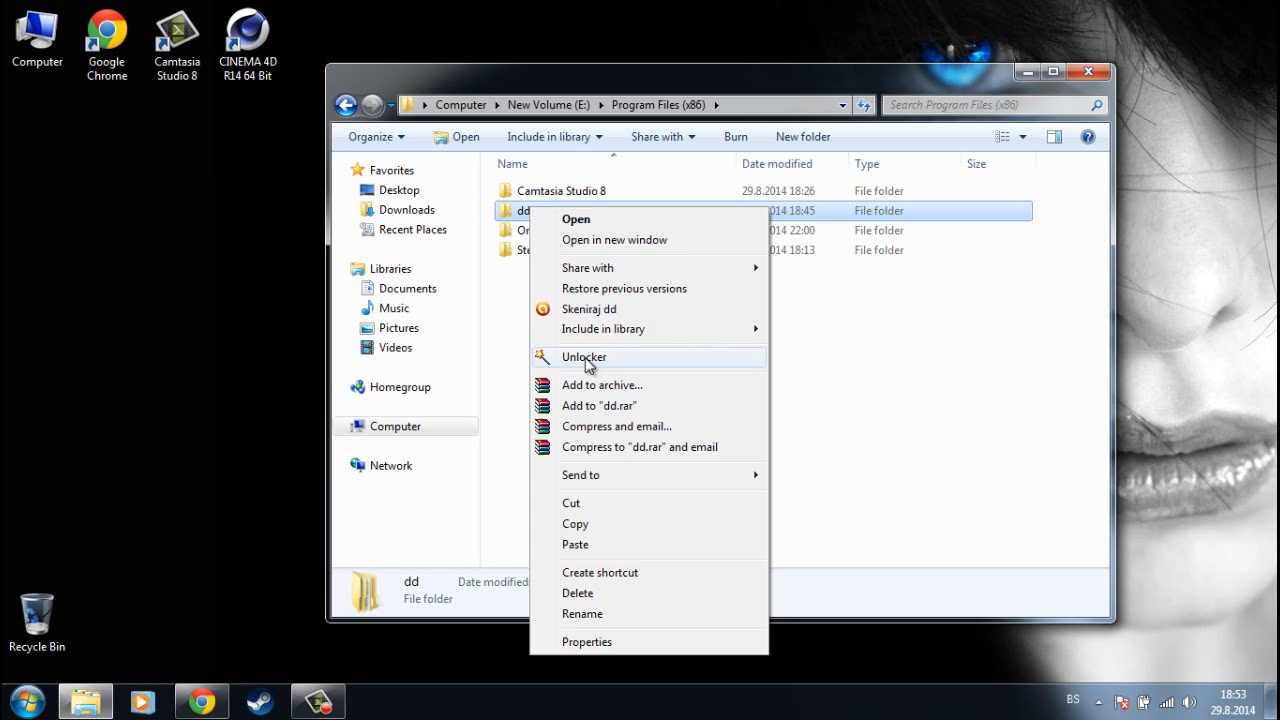 Computer
Google
Chrome
Camtasia
Studio 8
CINEMA 4D
R14 64 Bit
Recycle Bin
Computer
New Volume (E:)
Program Files (x86)
Search Program Files (x86)
Organize
Open
Include in library
Share with
Burn
New folder
Favorites
Desktop
Downloads
Recent Places
Libraries
Documents
Music
Pictures
Videos
Homegroup
Computer
Network
Name
Date modified
Type
Size
Camtasia Studio 8
29.8.2014 18:26
File folder
dd
2014 18:45
File folder
2014 22:00
File folder
2014 18:13
File folder
Open
Open in new window
Share with
Restore previous versions
Skeniraj dd
Include in library
Unlocker
Add to archive...
Add to "dd.rar"
Compress and email...
Compress to "dd.rar" and email
Send to
Cut
Copy
Paste
Create shortcut
Delete
Rename
Properties
dd
Date modified
File folder
BS
18:53
29.8.2014